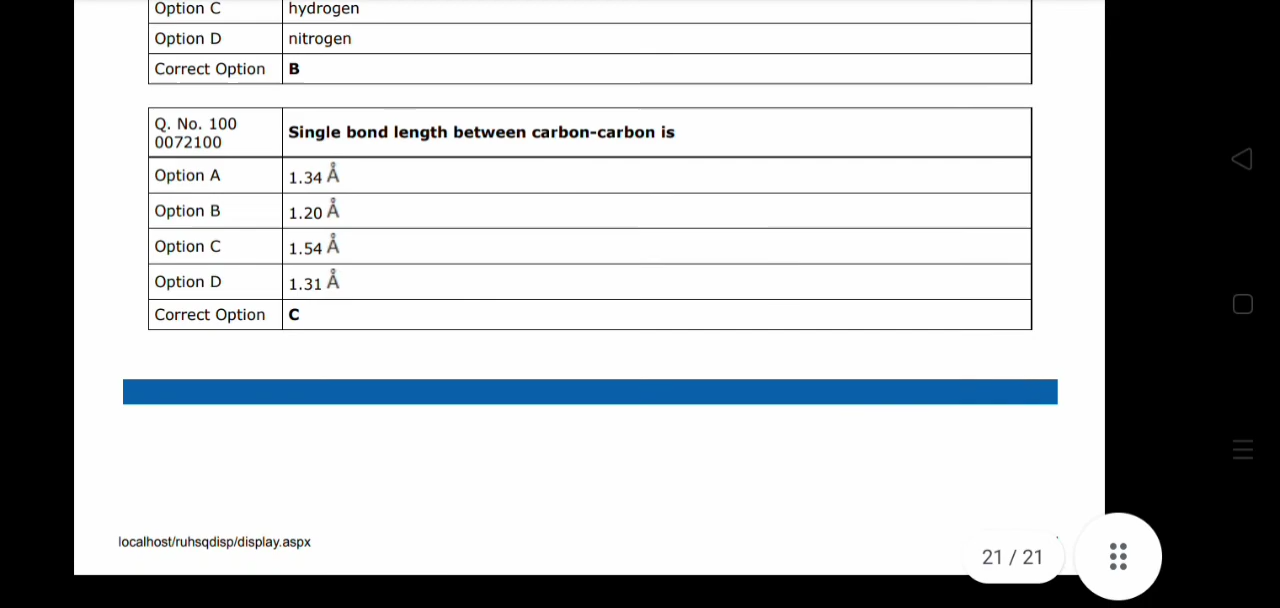 Option C hydrogen
Option D nitrogen
Correct Option B
Q. No. 100
0072100
Single bond length between carbon-carbon is
Option A 1.34 Å
Option B 1.20 Å
Option C 1.54 Å
Option D 1.31 Å
Correct Option C
localhost/ruhsqdisp/display.aspx
21 / 21